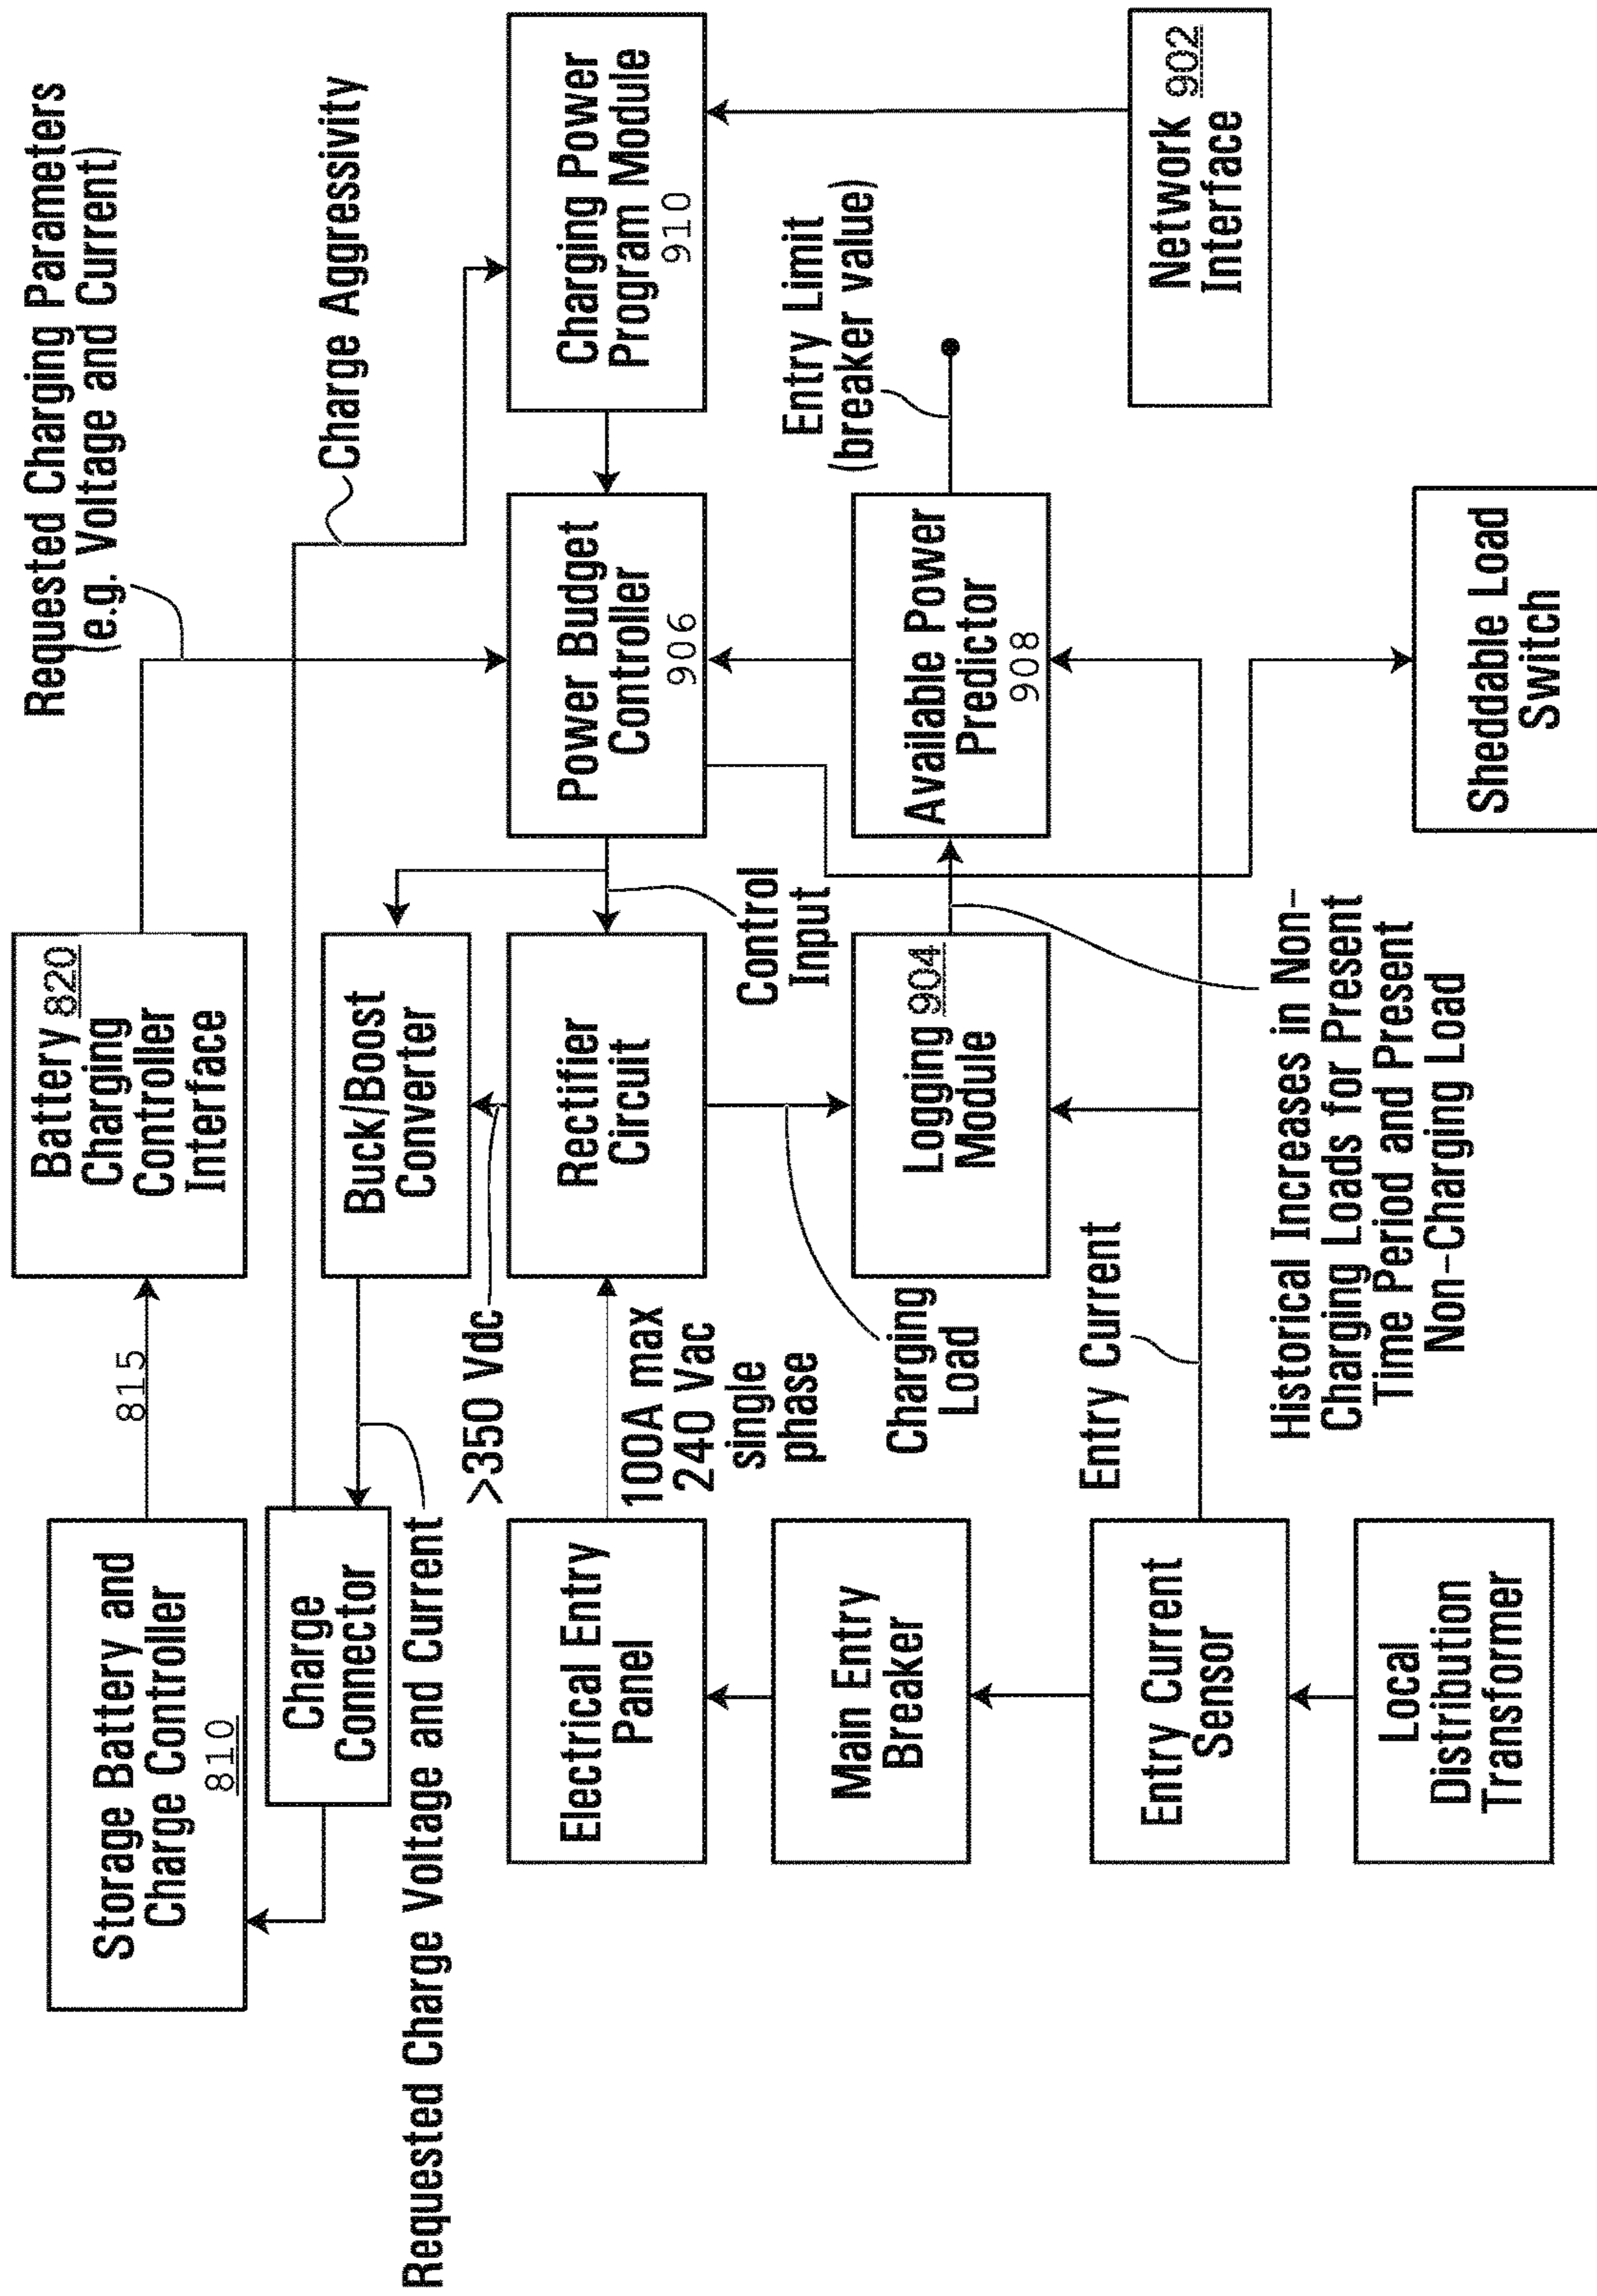 Requested Charging Parameters
(e.g. Voltage and Current)
Charge Aggressivity
Storage Battery and
Charge Controller
810
815
Battery 820
Charging
Controller
Interface
Charge
Connector
Requested Charge Voltage and Current
Buck/Boost
Converter
>350 Vdc
Electrical Entry
Panel
100A max
240 Vac
single
phase
Rectifier
Circuit
Control
Input
Power Budget
Controller
906
Charging Power
Program Module
910
Main Entry
Breaker
Charging
Load
Logging 904
Module
Available Power
Predictor
908
Entry Limit
(breaker value)
Entry Current
Sensor
Entry Current
Network 902
Interface
Local
Distribution
Transformer
Historical Increases in Non-
Charging Loads for Present
Time Period and Present
Non-Charging Load
Sheddable Load
Switch